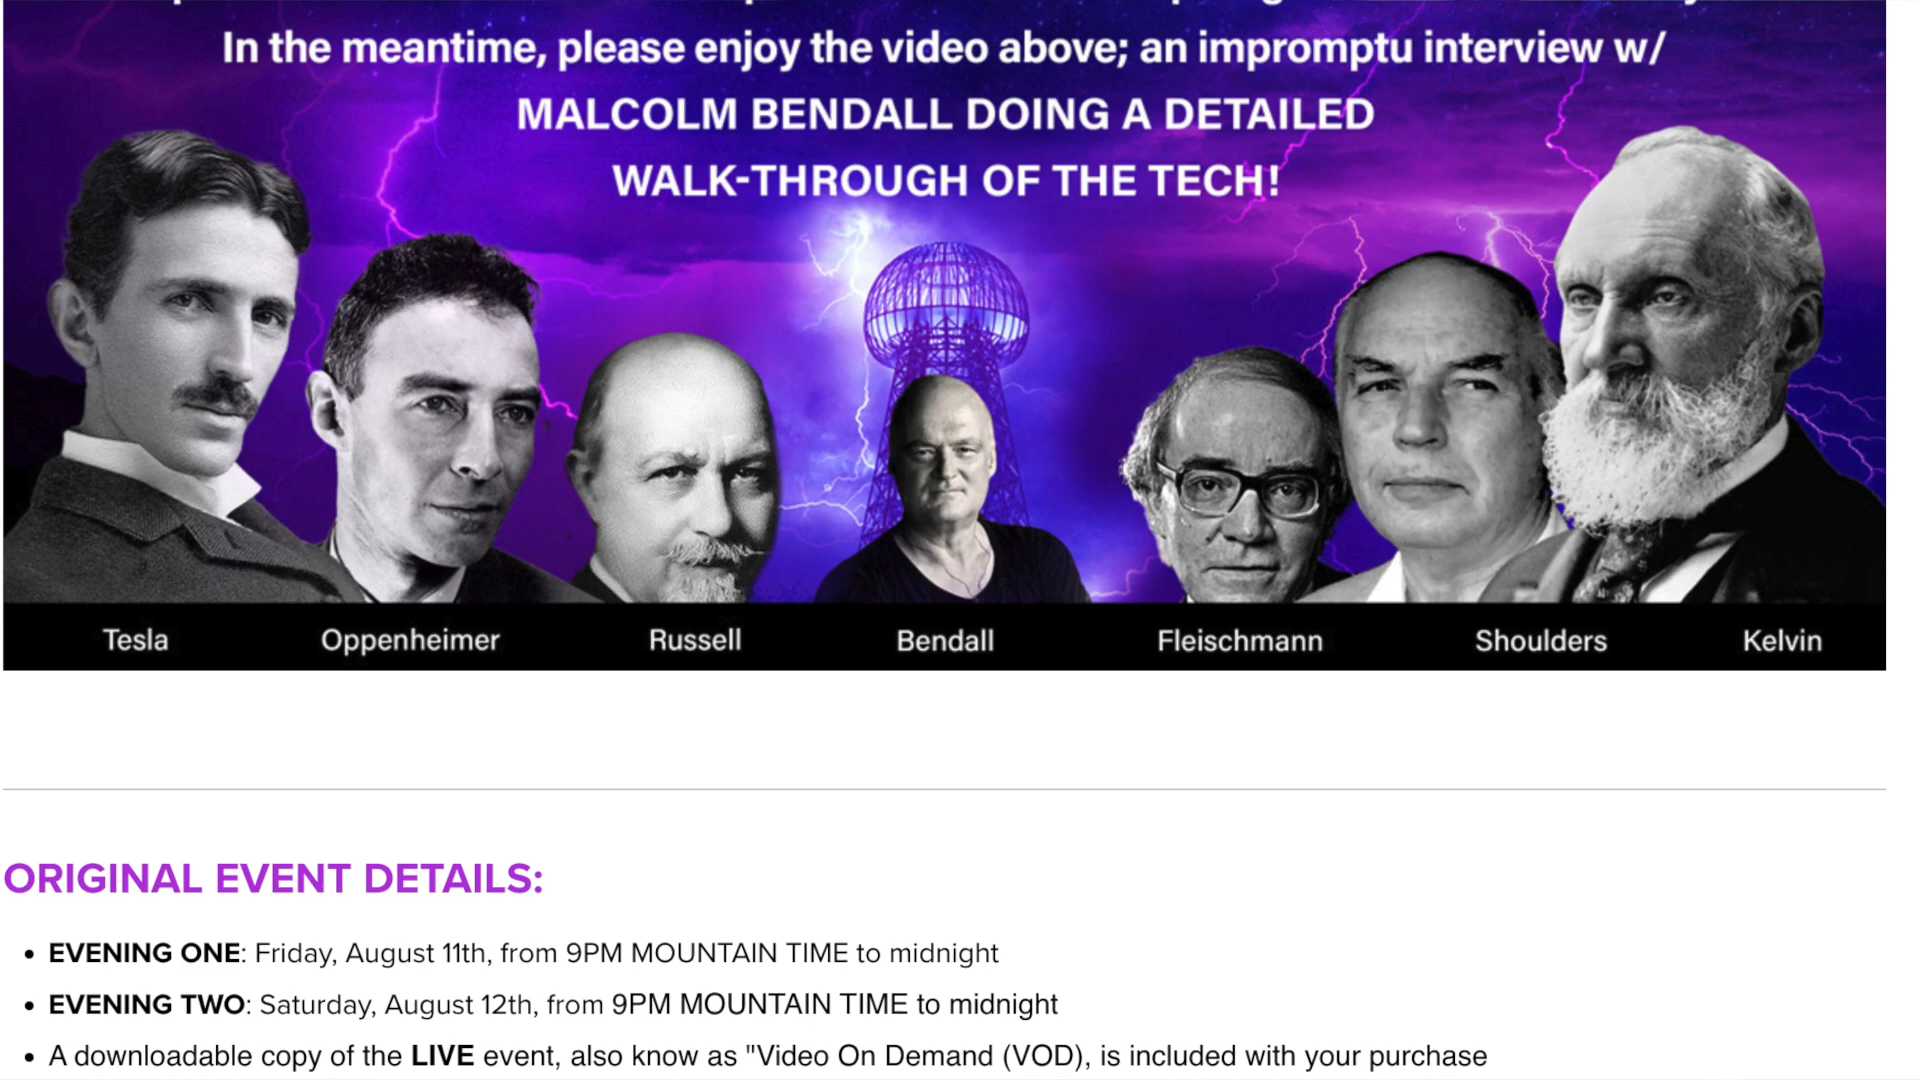 In the meantime, please enjoy the video above; an impromptu interview w/
MALCOLM BENDALL DOING A DETAILED
WALK-THROUGH OF THE TECH!
Tesla Oppenheimer Russell Bendall Fleischmann Shoulders Kelvin
ORIGINAL EVENT DETAILS:
• EVENING ONE: Friday, August 11th, from 9PM MOUNTAIN TIME to midnight
• EVENING TWO: Saturday, August 12th, from 9PM MOUNTAIN TIME to midnight
• A downloadable copy of the LIVE event, also know as "Video On Demand (VOD), is included with your purchase